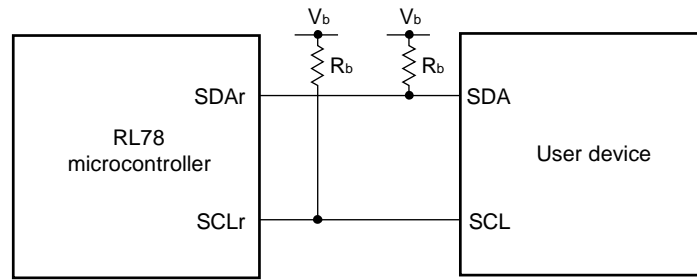 Vb
Vb
Rb
Rb
SDAr
SDA
RL78
microcontroller
User device
SCLr
SCL